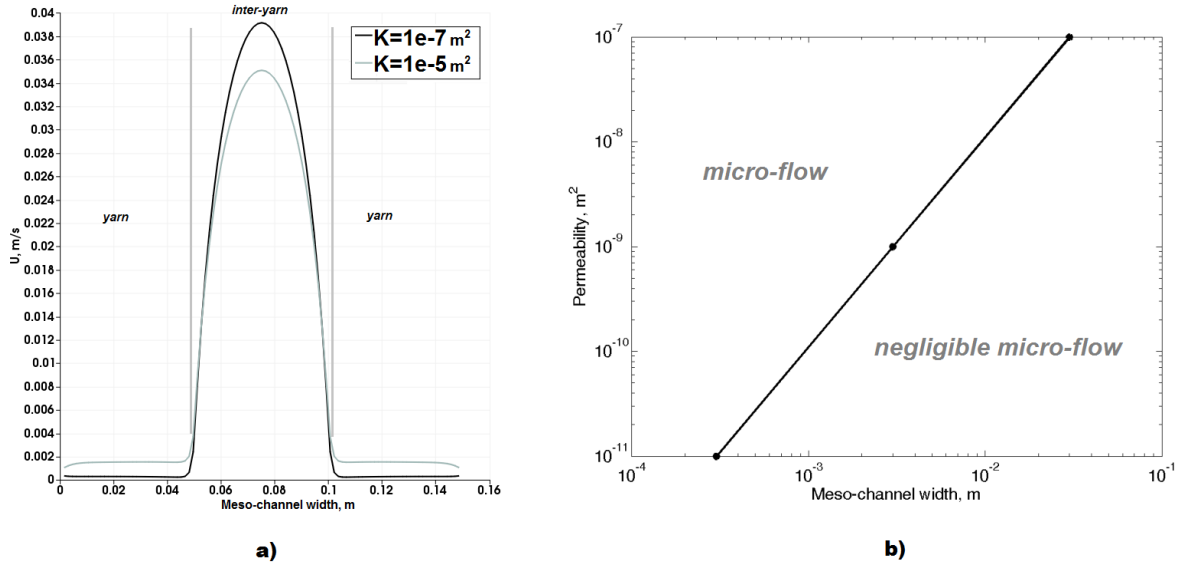 inter-yarn
K=1e-7 m²
K=1e-5 m²
yarn
yarn
U, m/s
0.04
0.038
0.036
0.034
0.032
0.03
0.028
0.026
0.024
0.022
0.02
0.018
0.016
0.014
0.012
0.01
0.008
0.006
0.004
0.002
0
0 0.02 0.04 0.06 0.08 0.1 0.12 0.14 0.16
Meso-channel width, m
a)
micro-flow
negligible micro-flow
Permeability, m²
10⁻⁷
10⁻⁸
10⁻⁹
10⁻¹⁰
10⁻¹¹
10⁻⁴ 10⁻³ 10⁻² 10⁻¹
Meso-channel width, m
b)